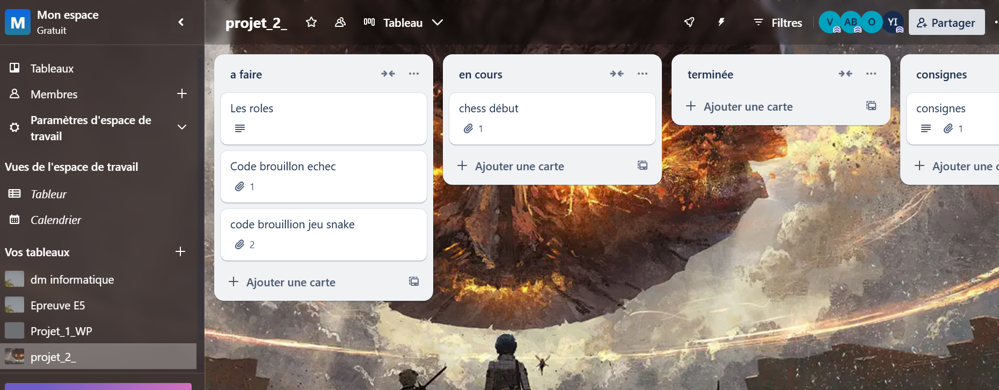 M
Mon espace
Gratuit
Tableaux
Membres
Paramètres d'espace de
travail
Vues de l'espace de travail
Tableur
Calendrier
Vos tableaux
dm informatique
Epreuve E5
Projet_1_WP
projet_2_
projet_2_
Tableau
Filtres
V
AB
O
YI
Partager
a faire
Les roles
Code brouillon echec
1
code brouillion jeu snake
2
Ajouter une carte
en cours
chess début
1
Ajouter une carte
terminée
Ajouter une carte
consignes
consignes
1
Ajouter une c